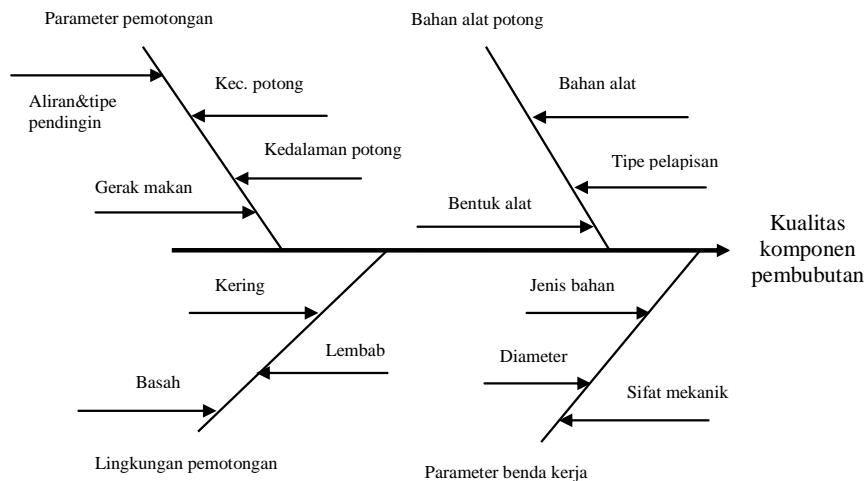 Parameter pemotongan
Bahan alat potong
Aliran&tipe
pendingin
Kec. potong
Kedalaman potong
Gerak makan
Bahan alat
Tipe pelapisan
Bentuk alat
Kualitas
komponen
pembubutan
Kering
Lembab
Basah
Lingkungan pemotongan
Jenis bahan
Diameter
Sifat mekanik
Parameter benda kerja